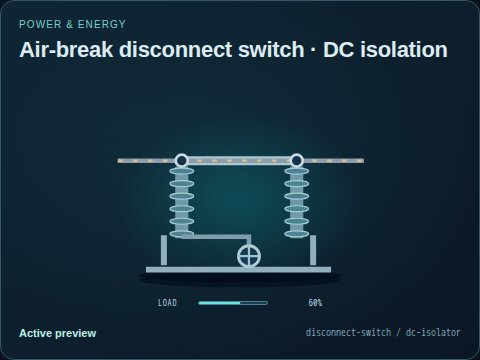 POWER & ENERGY
Air-break disconnect switch · DC isolation
LOAD 60%
Active preview
disconnect-switch / dc-isolator